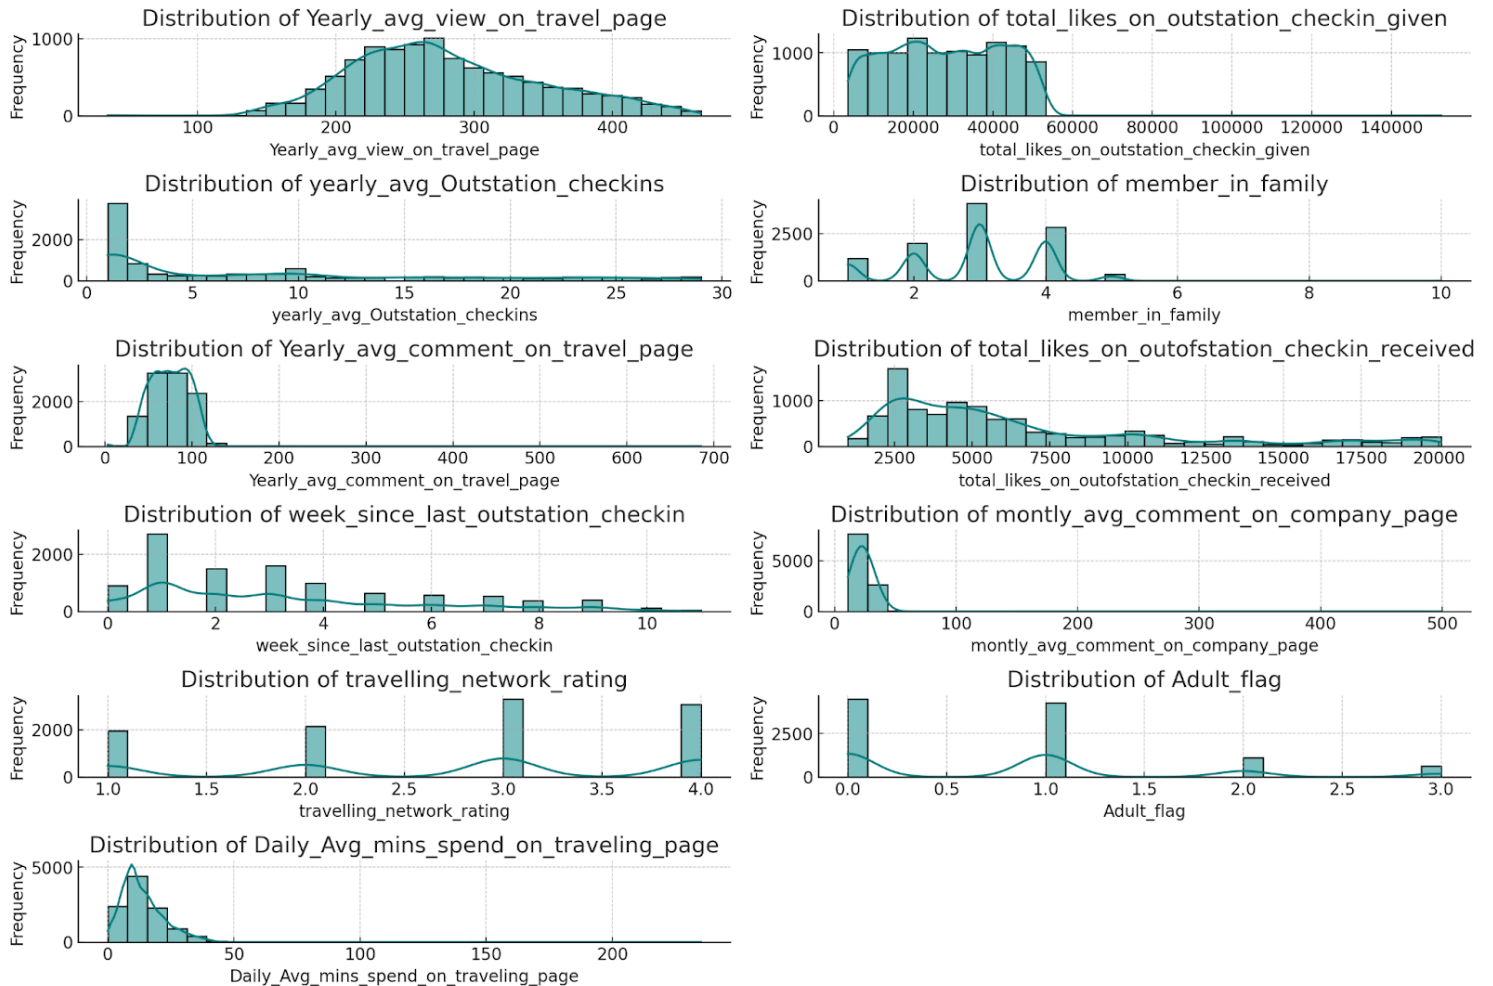 Distribution of Yearly_avg_view_on_travel_page
Frequency
1000
0
100 200 300 400
Yearly_avg_view_on_travel_page
Distribution of total_likes_on_outstation_checkin_given
Frequency
1000
0
0 20000 40000 60000 80000 100000 120000 140000
total_likes_on_outstation_checkin_given
Distribution of yearly_avg_Outstation_checkins
Frequency
2000
0
0 5 10 15 20 25 30
yearly_avg_Outstation_checkins
Distribution of member_in_family
Frequency
2500
0
2 4 6 8 10
member_in_family
Distribution of Yearly_avg_comment_on_travel_page
Frequency
2000
0
0 100 200 300 400 500 600 700
Yearly_avg_comment_on_travel_page
Distribution of total_likes_on_outofstation_checkin_received
Frequency
1000
0
2500 5000 7500 10000 12500 15000 17500 20000
total_likes_on_outofstation_checkin_received
Distribution of week_since_last_outstation_checkin
Frequency
2000
0
0 2 4 6 8 10
week_since_last_outstation_checkin
Distribution of montly_avg_comment_on_company_page
Frequency
5000
0
0 100 200 300 400 500
montly_avg_comment_on_company_page
Distribution of travelling_network_rating
Frequency
2000
0
1.0 1.5 2.0 2.5 3.0 3.5 4.0
travelling_network_rating
Distribution of Adult_flag
Frequency
2500
0
0.0 0.5 1.0 1.5 2.0 2.5 3.0
Adult_flag
Distribution of Daily_Avg_mins_spend_on_traveling_page
Frequency
5000
0
0 50 100 150 200
Daily_Avg_mins_spend_on_traveling_page